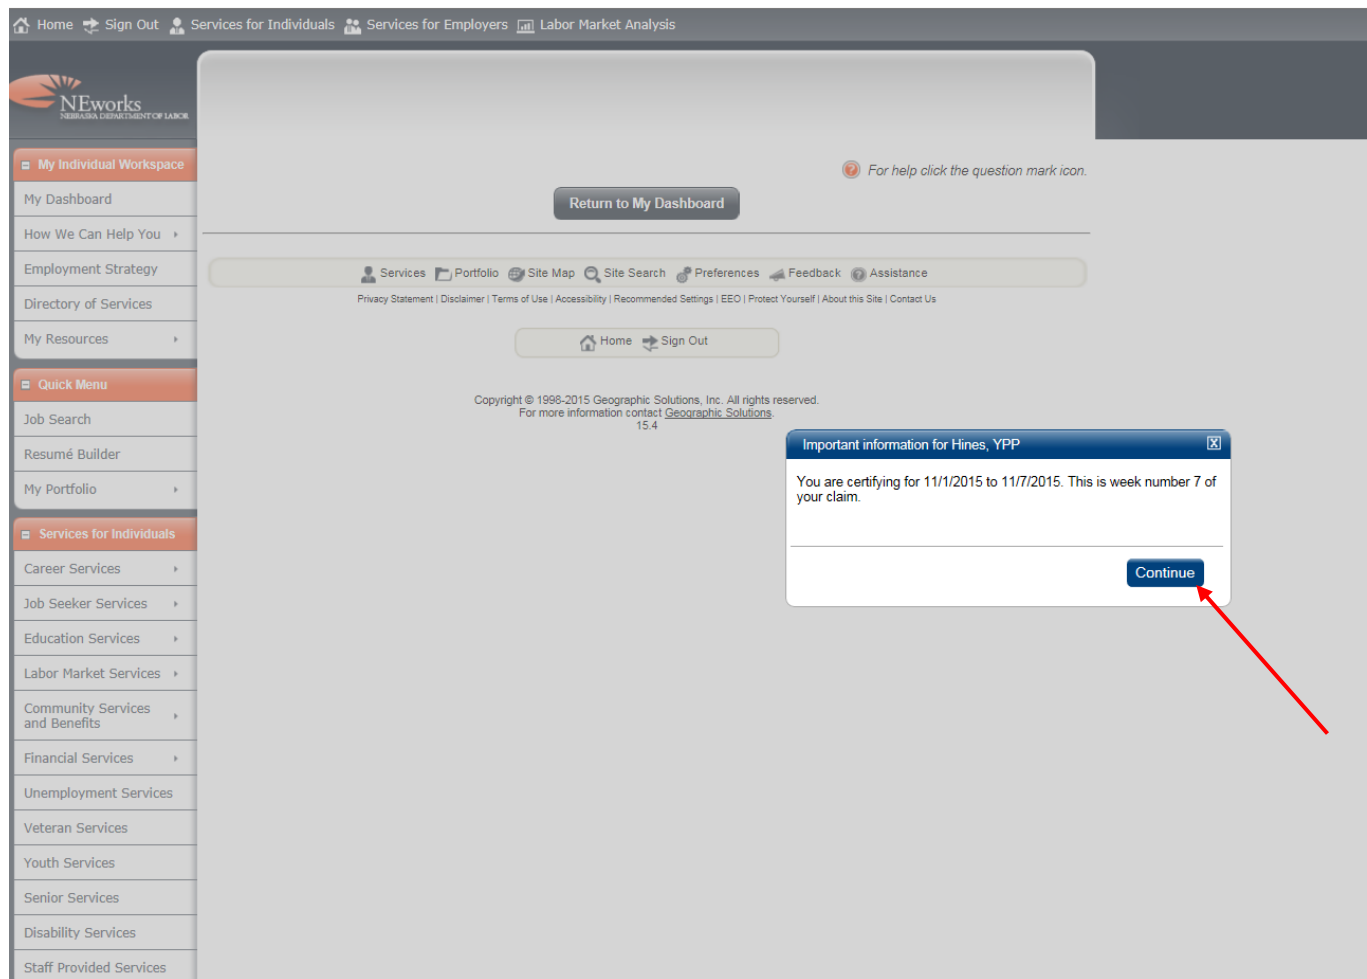 Home Sign Out Services for Individuals Services for Employers Labor Market Analysis
NEworks
NEBRASKA DEPARTMENT OF LABOR
My Individual Workspace
My Dashboard
How We Can Help You
Employment Strategy
Directory of Services
My Resources
Quick Menu
Job Search
Resumé Builder
My Portfolio
Services for Individuals
Career Services
Job Seeker Services
Education Services
Labor Market Services
Community Services
and Benefits
Financial Services
Unemployment Services
Veteran Services
Youth Services
Senior Services
Disability Services
Staff Provided Services
For help click the question mark icon.
Return to My Dashboard
Services Portfolio Site Map Site Search Preferences Feedback Assistance
Privacy Statement | Disclaimer | Terms of Use | Accessibility | Recommended Settings | EEO | Protect Yourself | About this Site | Contact Us
Home Sign Out
Copyright © 1998-2015 Geographic Solutions, Inc. All rights reserved.
For more information contact Geographic Solutions.
15.4
Important information for Hines, YPP X
You are certifying for 11/1/2015 to 11/7/2015. This is week number 7 of
your claim.
Continue